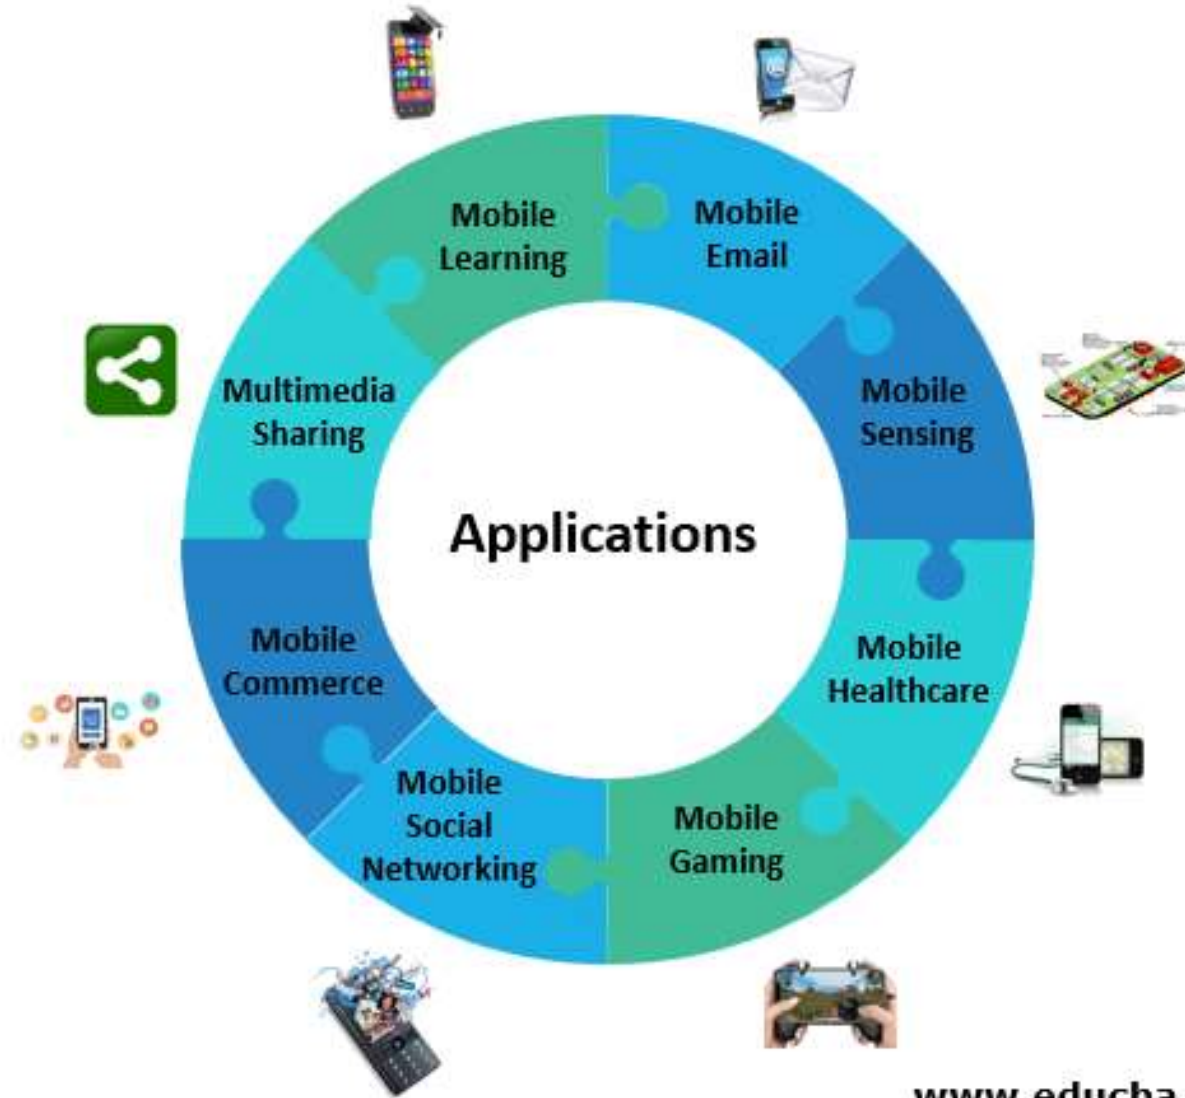 Mobile
Learning
Mobile
Email
Mobile
Sensing
Mobile
Healthcare
Mobile
Gaming
Mobile
Social
Networking
Mobile
Commerce
Multimedia
Sharing
Applications
www.educba